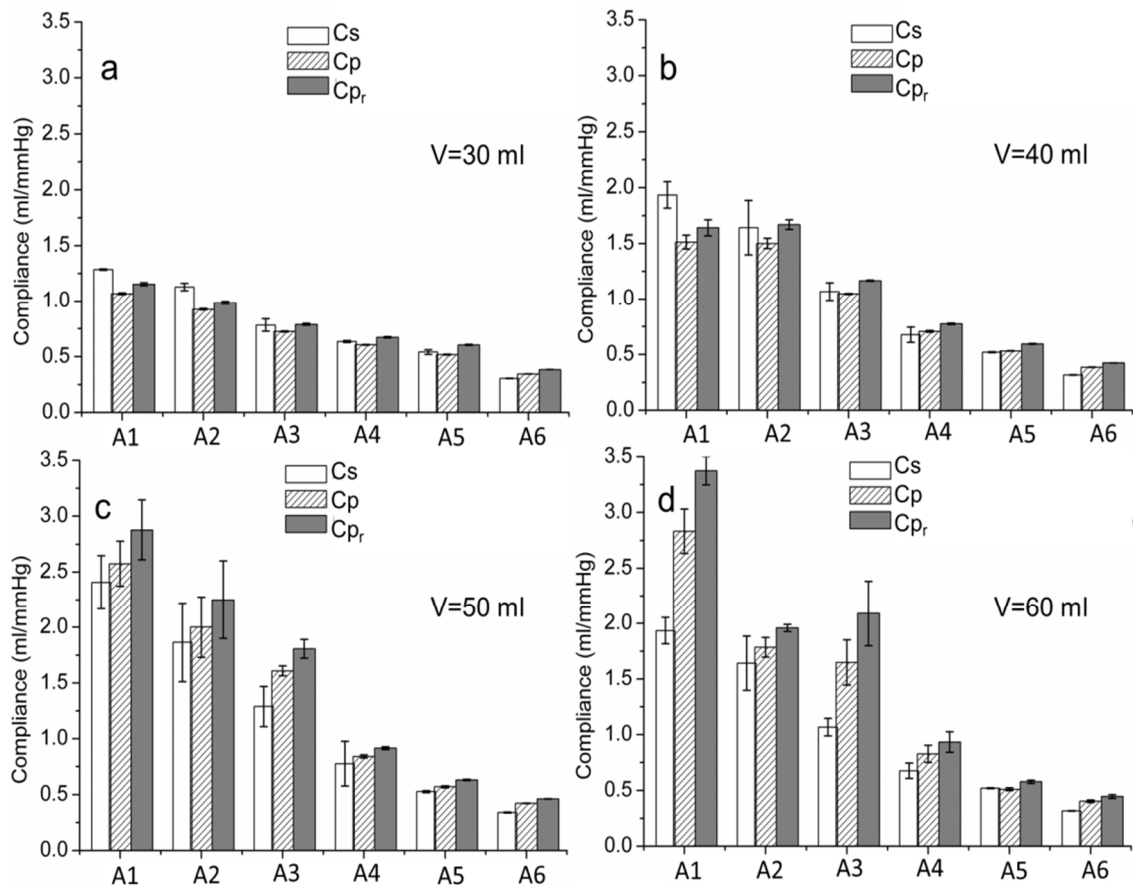 a
Cs
Cp
Cpr
V=30 ml
Compliance (ml/mmHg)
3.5
3.0
2.5
2.0
1.5
1.0
0.5
0.0
A1 A2 A3 A4 A5 A6
b
Cs
Cp
Cpr
V=40 ml
Compliance (ml/mmHg)
3.5
3.0
2.5
2.0
1.5
1.0
0.5
0.0
A1 A2 A3 A4 A5 A6
c
Cs
Cp
Cpr
V=50 ml
Compliance (ml/mmHg)
3.5
3.0
2.5
2.0
1.5
1.0
0.5
0.0
A1 A2 A3 A4 A5 A6
d
Cs
Cp
Cpr
V=60 ml
Compliance (ml/mmHg)
3.5
3.0
2.5
2.0
1.5
1.0
0.5
0.0
A1 A2 A3 A4 A5 A6